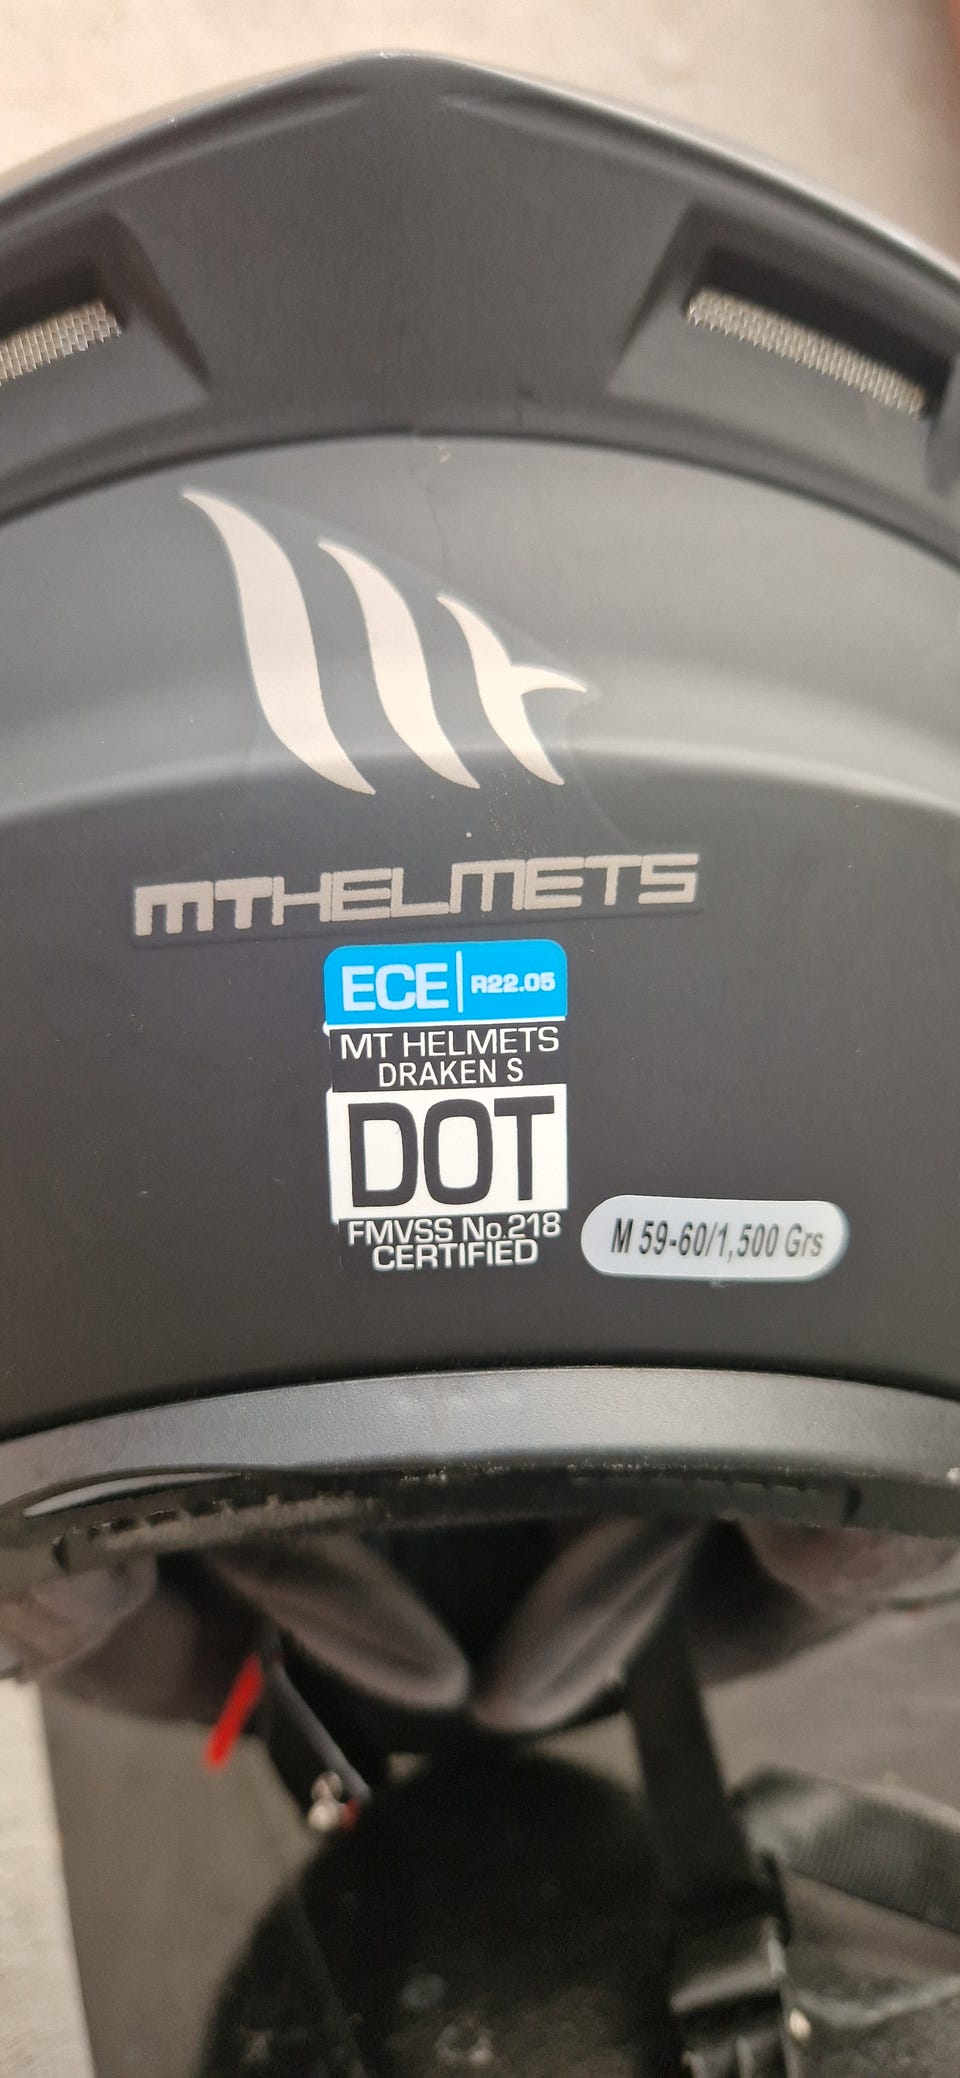 MTHELMETS
ECE R22.05
MT HELMETS
DRAKEN S
DOT
FMVSS No.218
CERTIFIED
M 59-60/1,500 Grs